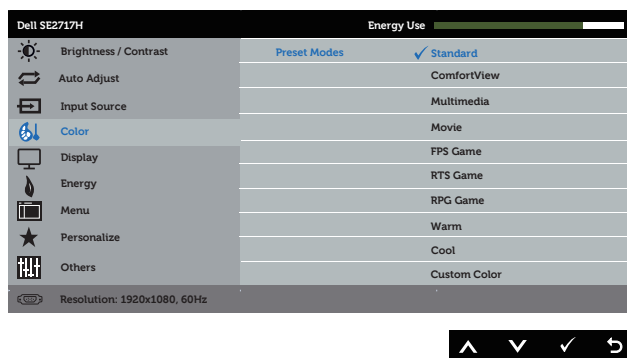 Dell SE2717H Energy Use
Brightness / Contrast Preset Modes Standard
Auto Adjust ComfortView
Input Source Multimedia
Color Movie
Display FPS Game
Energy RTS Game
Menu RPG Game
Personalize Warm
Cool
Others Custom Color
Resolution: 1920x1080, 60Hz